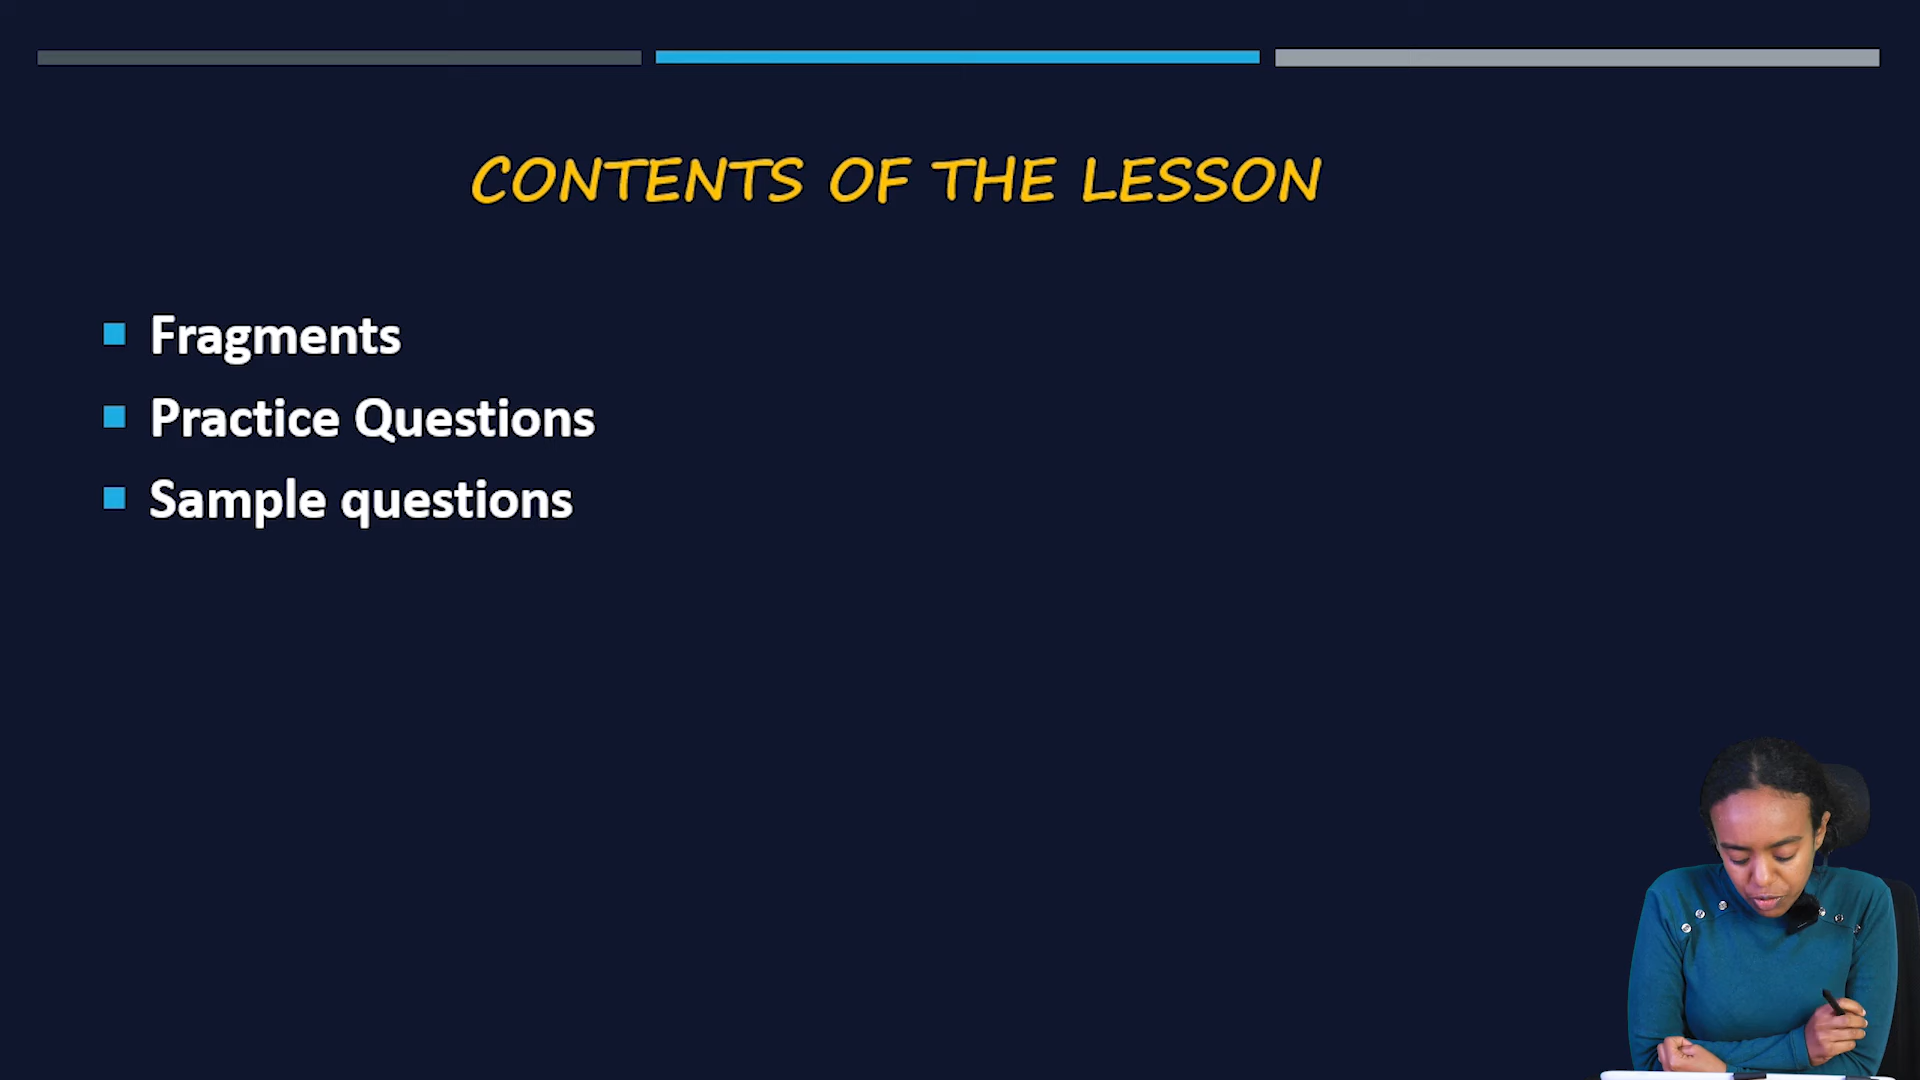 CONTENTS OF THE LESSON
Fragments
Practice Questions
Sample questions